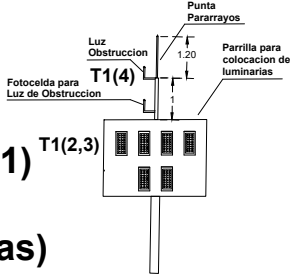 Punta
Pararrayos
Luz
Obstruccion
1.20
Parrilla para
colocacion de
luminarias
T1(4)
Fotocelda para
Luz de Obstruccion
1
T1(2,3)
1)
as)